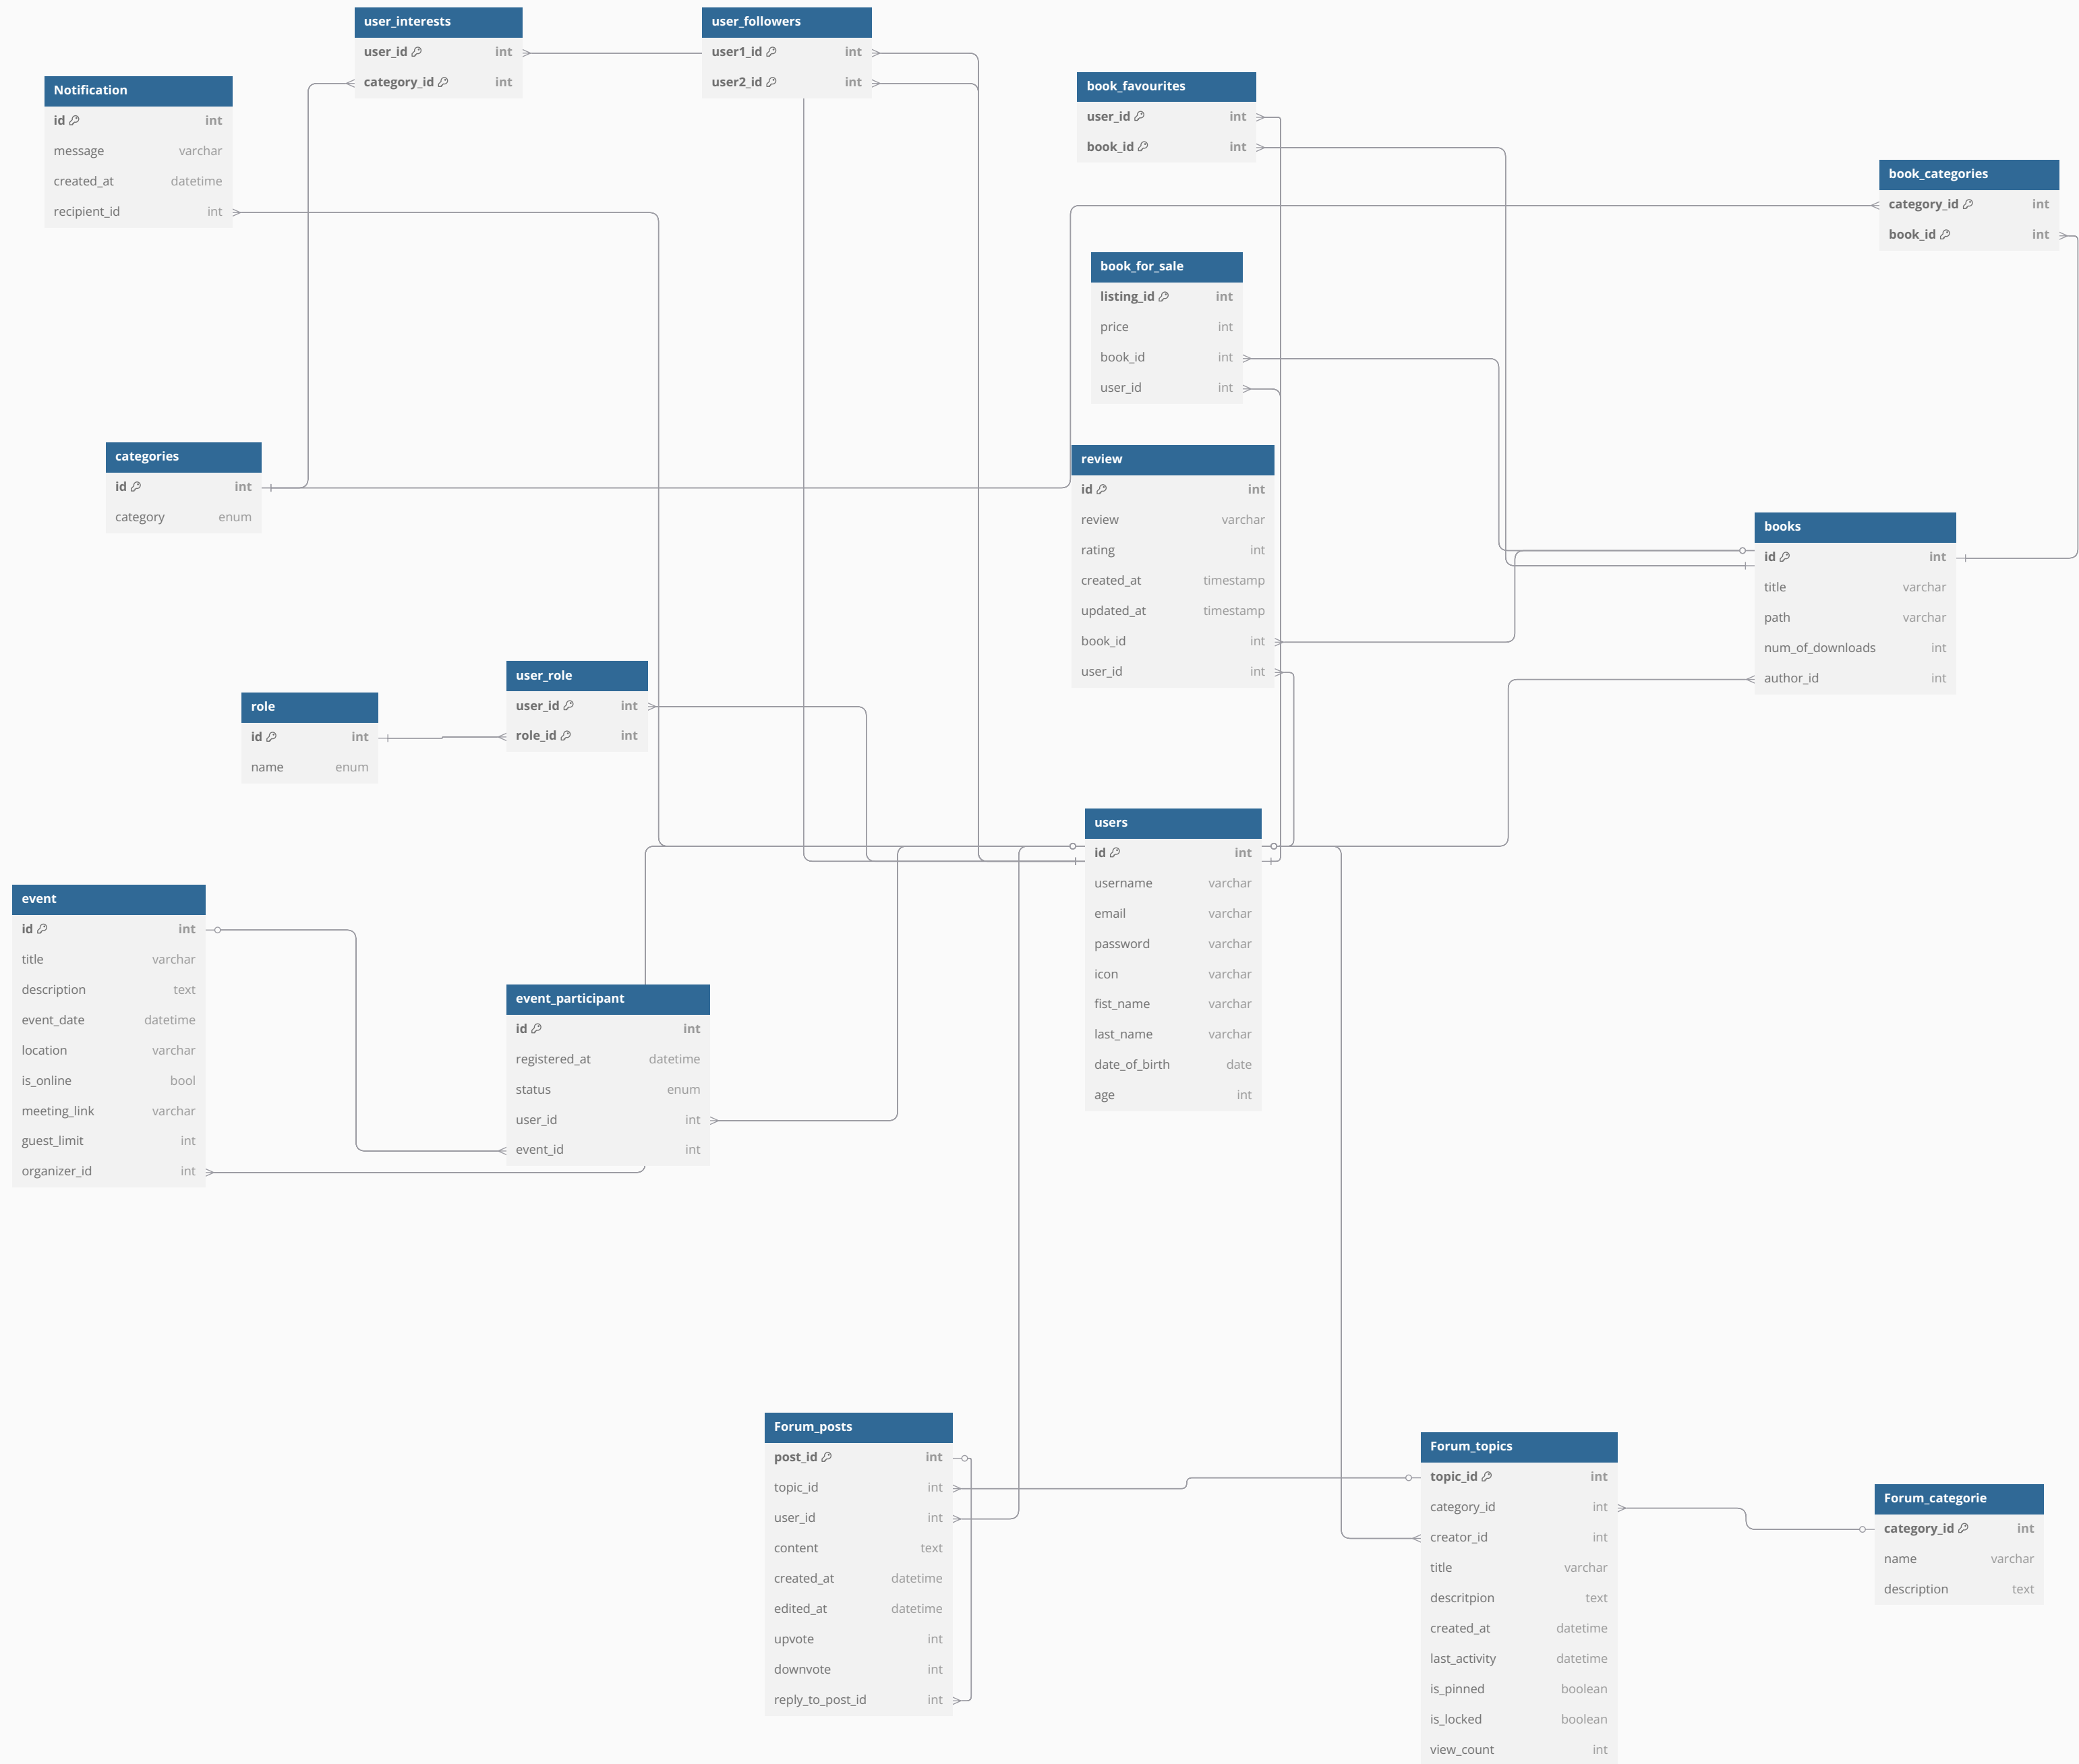 user_interests
user_id int
category_id int
user_followers
user1_id int
user2_id int
Notification
id int
message varchar
created_at datetime
recipient_id int
book_favourites
user_id int
book_id int
book_categories
category_id int
book_id int
book_for_sale
listing_id int
price int
book_id int
user_id int
categories
id int
category enum
review
id int
review varchar
rating int
created_at timestamp
updated_at timestamp
book_id int
user_id int
books
id int
title varchar
path varchar
num_of_downloads int
author_id int
user_role
user_id int
role_id int
role
id int
name enum
users
id int
username varchar
email varchar
password varchar
icon varchar
fist_name varchar
last_name varchar
date_of_birth date
age int
event
id int
title varchar
description text
event_date datetime
location varchar
is_online bool
meeting_link varchar
guest_limit int
organizer_id int
event_participant
id int
registered_at datetime
status enum
user_id int
event_id int
Forum_posts
post_id int
topic_id int
user_id int
content text
created_at datetime
edited_at datetime
upvote int
downvote int
reply_to_post_id int
Forum_topics
topic_id int
category_id int
creator_id int
title varchar
descritpion text
created_at datetime
last_activity datetime
is_pinned boolean
is_locked boolean
view_count int
Forum_categorie
category_id int
name varchar
description text